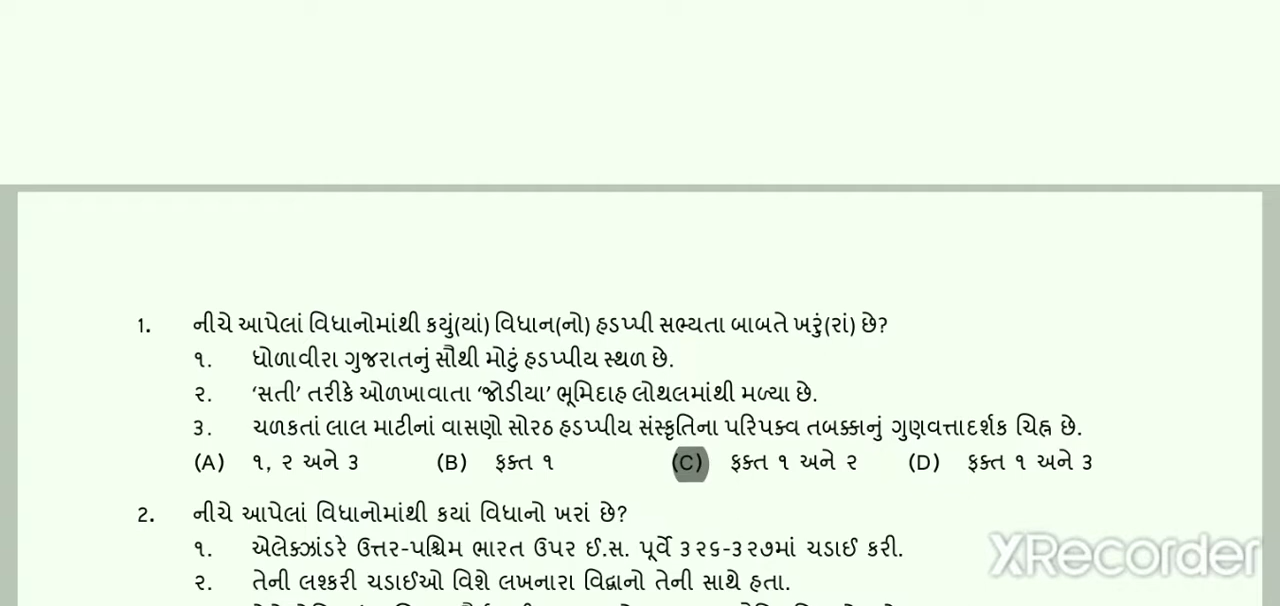 1. નીચે આપેલાં વિધાનોમાંથી કયું(યાં) વિધાન(નો) હડપ્પી સભ્યતા બાબતે ખરું(રાં) છે?
૧. ધોળાવીરા ગુજરાતનું સૌથી મોટું હડપ્પીય સ્થળ છે.
૨. ‘સતી’ તરીકે ઓળખાવાતા ‘જોડીયા’ ભૂમિદાહ લોથલમાંથી મળ્યા છે.
૩. ચળકતાં લાલ માટીનાં વાસણો સોરઠ હડપ્પીય સંસ્કૃતિના પરિપક્વ તબક્કાનું ગુણવત્તાદર્શક ચિહ્ન છે.
(A) ૧, ૨ અને ૩ (B) ફક્ત ૧ (C) ફક્ત ૧ અને ૨ (D) ફક્ત ૧ અને ૩
2. નીચે આપેલાં વિધાનોમાંથી કયાં વિધાનો ખરાં છે?
૧. એલેક્ઝાંડરે ઉત્તર-પશ્ચિમ ભારત ઉપર ઈ.સ. પૂર્વે ૩૨૬-૩૨૭માં ચડાઈ કરી.
૨. તેની લશ્કરી ચડાઈઓ વિશે લખનારા વિદ્વાનો તેની સાથે હતા.
XRecorder